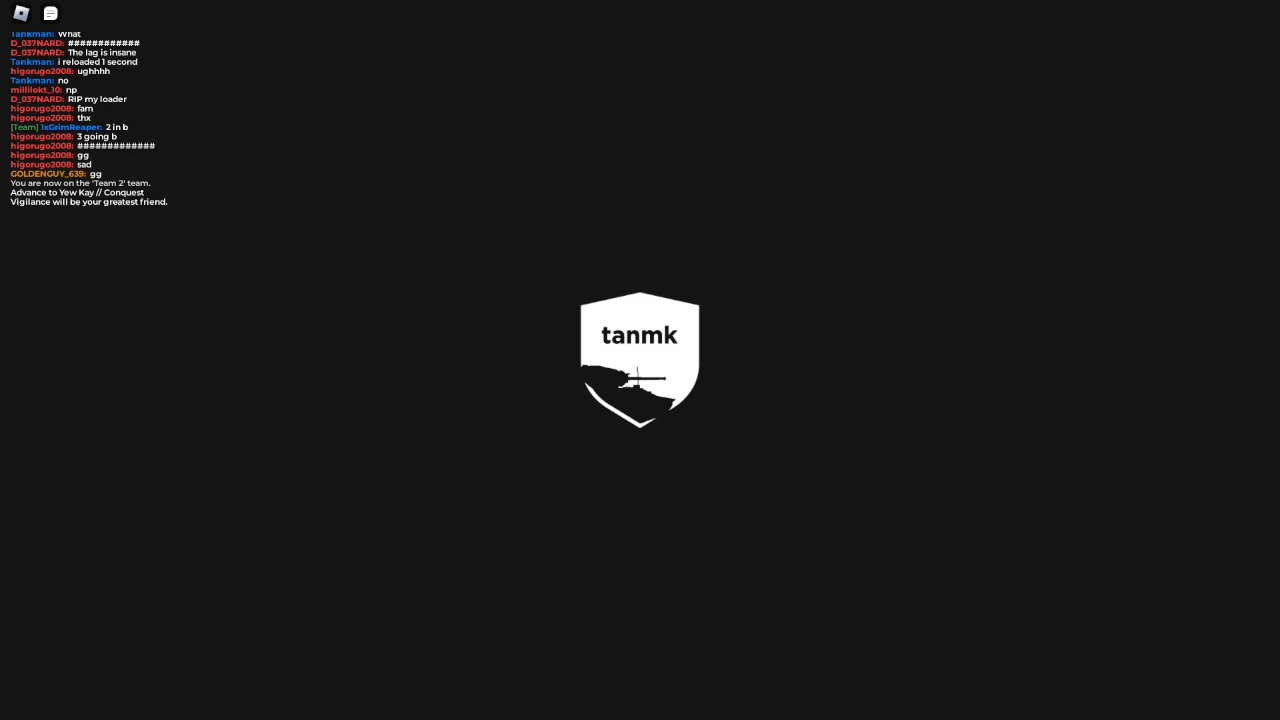 Tankman: What
D_037NARD: ############
D_037NARD: The lag is insane
Tankman: i reloaded 1 second
higorugo2008: ughhhh
Tankman: no
millilokt_10: np
D_037NARD: RIP my loader
higorugo2008: fam
higorugo2008: thx
[Team] 1xGrimReaper: 2 in b
higorugo2008: 3 going b
higorugo2008: #############
higorugo2008: gg
higorugo2008: sad
GOLDENGUY_639: gg
You are now on the 'Team 2' team.
Advance to Yew Kay // Conquest
Vigilance will be your greatest friend.
tanmk